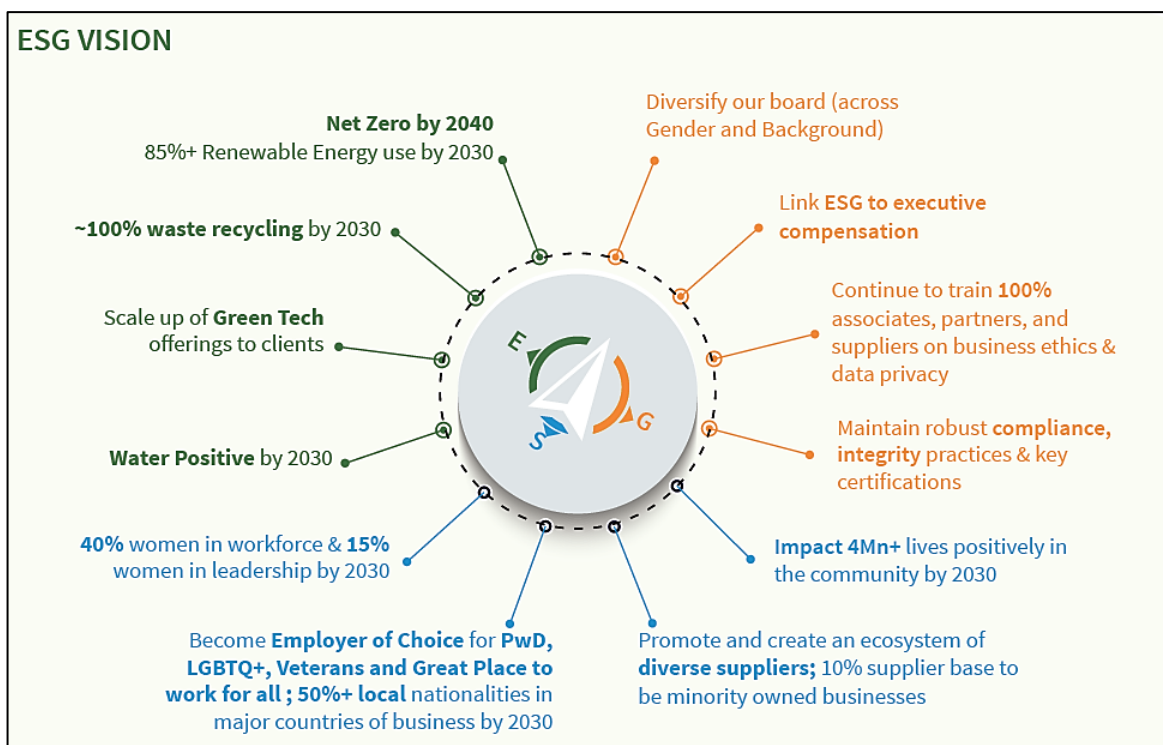 ESG VISION
Net Zero by 2040
85%+ Renewable Energy use by 2030
~100% waste recycling by 2030
Scale up of Green Tech
offerings to clients
Water Positive by 2030
40% women in workforce & 15%
women in leadership by 2030
Become Employer of Choice for PwD,
LGBTQ+, Veterans and Great Place to
work for all ; 50%+ local nationalities in
major countries of business by 2030
Diversify our board (across
Gender and Background)
Link ESG to executive
compensation
Continue to train 100%
associates, partners, and
suppliers on business ethics &
data privacy
Maintain robust compliance,
integrity practices & key
certifications
Impact 4Mn+ lives positively in
the community by 2030
Promote and create an ecosystem of
diverse suppliers; 10% supplier base to
be minority owned businesses
E
S
G